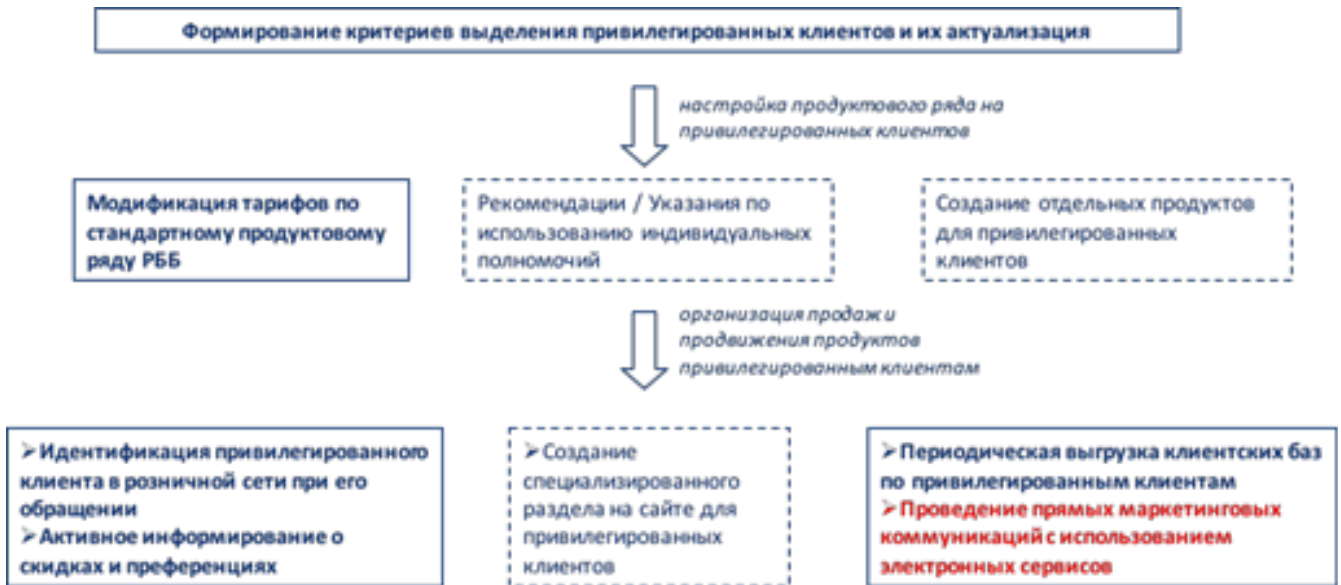 Формирование критериев выделения привилегированных клиентов и их актуализация
настройка продуктового ряда на
привилегированных клиентов
Модификация тарифов по
стандартному продуктовому
ряду РББ
Рекомендации / Указания по
использованию индивидуальных
полномочий
Создание отдельных продуктов
для привилегированных
клиентов
организация продаж и
продвижения продуктов
привилегированным клиентам
➢Идентификация привилегированного
клиента в розничной сети при его
обращении
➢Активное информирование о
скидках и преференциях
➢Создание
специализированного
раздела на сайте для
привилегированных
клиентов
➢Периодическая выгрузка клиентских баз
по привилегированным клиентам
➢Проведение прямых маркетинговых
коммуникаций с использованием
электронных сервисов